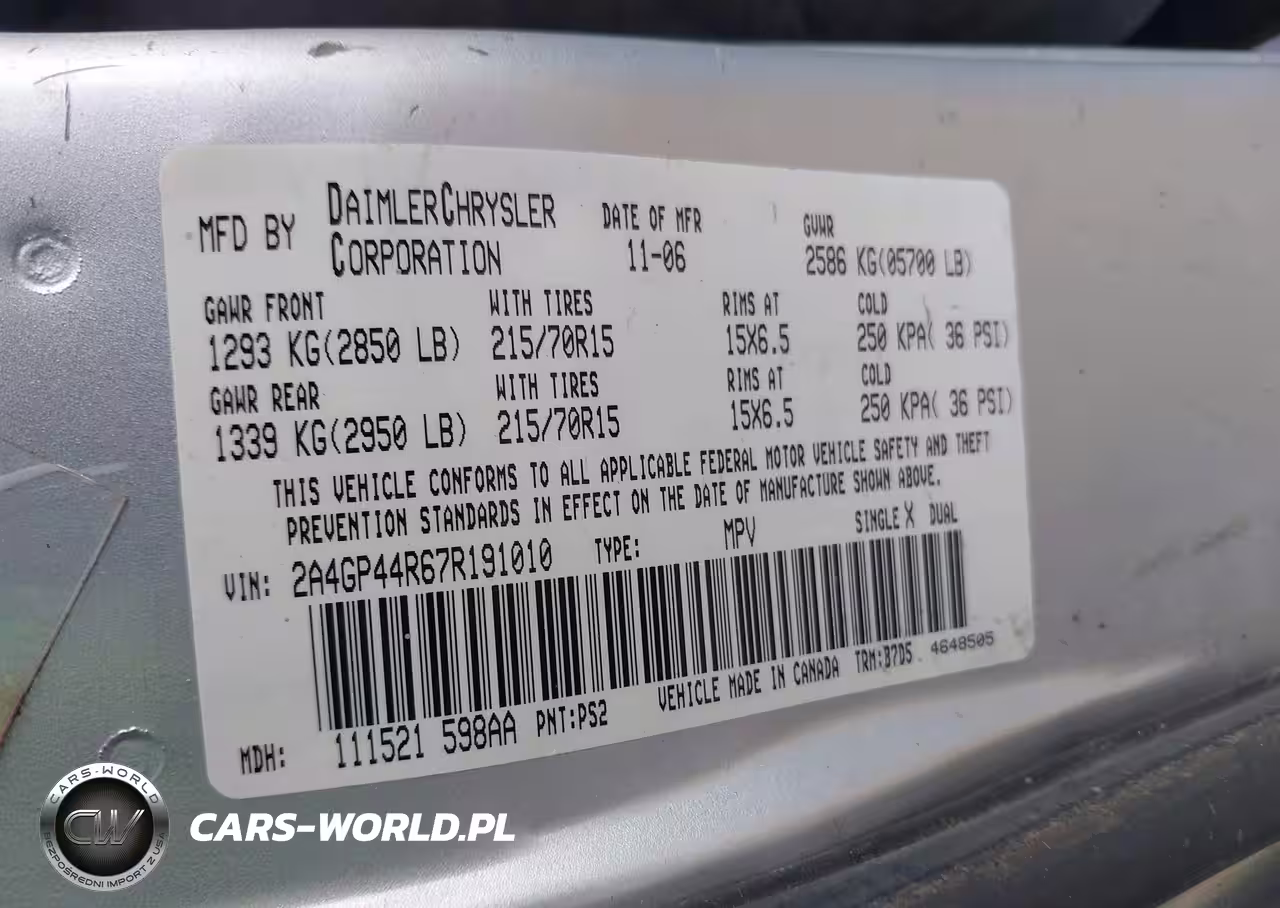 MFD BY DAIMLERCHRYSLER CORPORATION
DATE OF MFR
11-06
GVWR
2586 KG(05700 LB)
GAWR FRONT WITH TIRES RIMS AT COLD
1293 KG(2850 LB) 215/70R15 15X6.5 250 KPA( 36 PSI)
GAWR REAR WITH TIRES RIMS AT COLD
1339 KG(2950 LB) 215/70R15 15X6.5 250 KPA( 36 PSI)
THIS VEHICLE CONFORMS TO ALL APPLICABLE FEDERAL MOTOR VEHICLE SAFETY AND THEFT
PREVENTION STANDARDS IN EFFECT ON THE DATE OF MANUFACTURE SHOWN ABOVE.
VIN: 2A4GP44R67R191010 TYPE: MPV SINGLE X DUAL
MDH: 111521 598AA PNT:PS2 VEHICLE MADE IN CANADA TRM:B7D5 4648505
CARS-WORLD
CW
BEZPOŚREDNI IMPORT Z USA
CARS-WORLD.PL